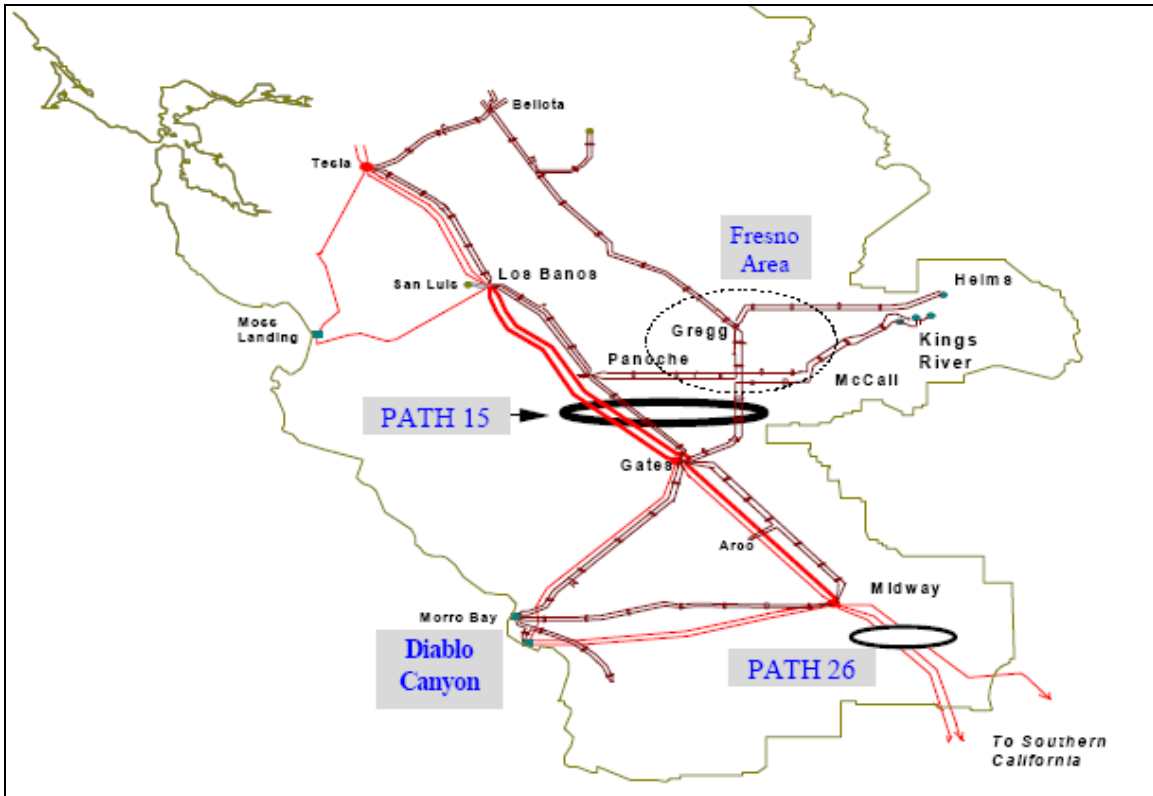 Bellota
Tesla
Fresno
Area
Los Banos
San Luis
Helms
Moss
Landing
Gregg
Kings
River
Panoche
McCall
PATH 15
Gates
Arco
Midway
Morro Bay
Diablo
Canyon
PATH 26
To Southern
California